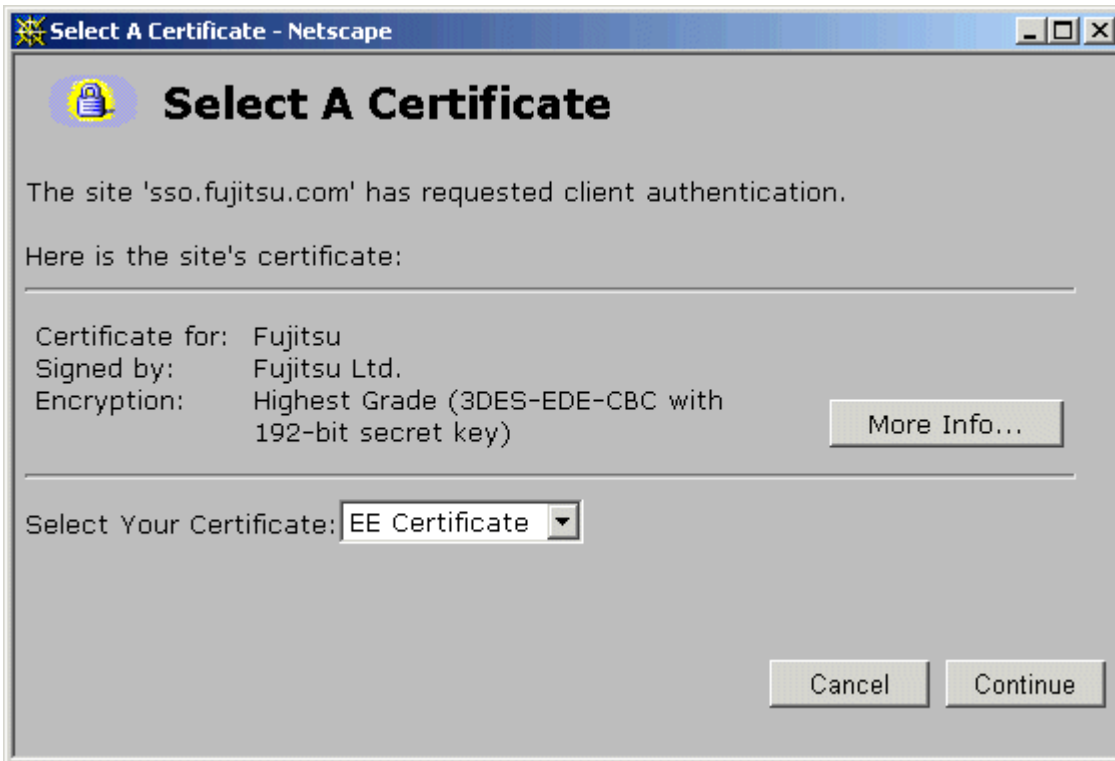 Select A Certificate - Netscape
Select A Certificate
The site 'sso.fujitsu.com' has requested client authentication.
Here is the site's certificate:
Certificate for: Fujitsu
Signed by: Fujitsu Ltd.
Encryption: Highest Grade (3DES-EDE-CBC with
192-bit secret key)
More Info...
Select Your Certificate: EE Certificate
Cancel Continue